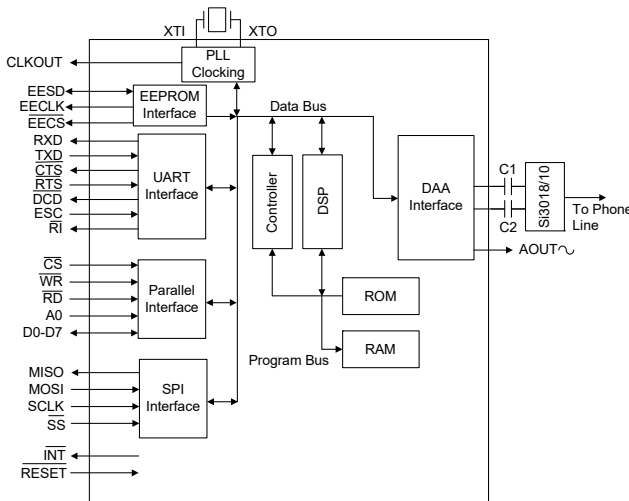 XTI
XTO
CLKOUT
PLL
Clocking
EESD
EECLK
EECS
EEPROM
Interface
Data Bus
RXD
TXD
CTS
RTS
DCD
ESC
RI
UART
Interface
Controller
DSP
DAA
Interface
C1
C2
Si3018/10
To Phone
Line
AOUT
CS
WR
RD
A0
D0-D7
Parallel
Interface
ROM
RAM
Program Bus
MISO
MOSI
SCLK
SS
SPI
Interface
INT
RESET